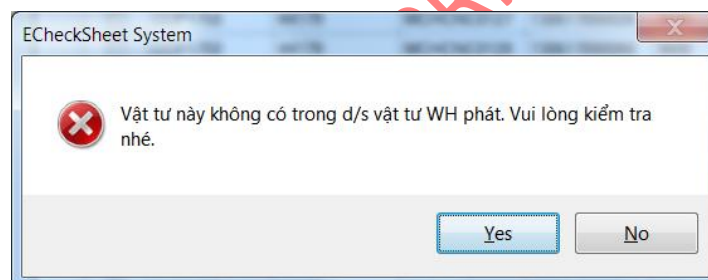 ECheckSheet System
Vật tư này không có trong d/s vật tư WH phát. Vui lòng kiểm tra
nhé.
Yes
No